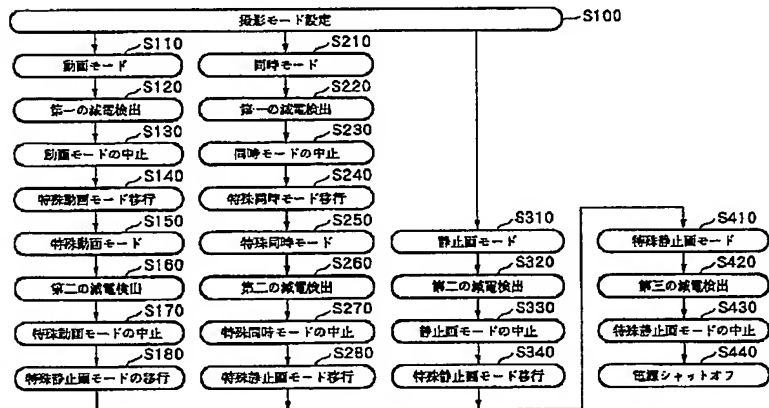 撮影モード設定
S100
S110
動画モード
S120
第一の減電検出
S130
動画モードの中止
S140
特殊動画モード移行
S150
特殊動画モード
S160
第二の減電検出
S170
特殊動画モードの中止
S180
特殊静止画モードの移行
S210
同時モード
S220
第一の減電検出
S230
同時モードの中止
S240
特殊同時モード移行
S250
特殊同時モード
S260
第二の減電検出
S270
特殊同時モードの中止
S280
特殊静止画モード移行
S310
静止画モード
S320
第二の減電検出
S330
静止画モードの中止
S340
特殊静止画モード移行
S410
特殊静止画モード
S420
第三の減電検出
S430
特殊静止画モードの中止
S440
電源シャットオフ